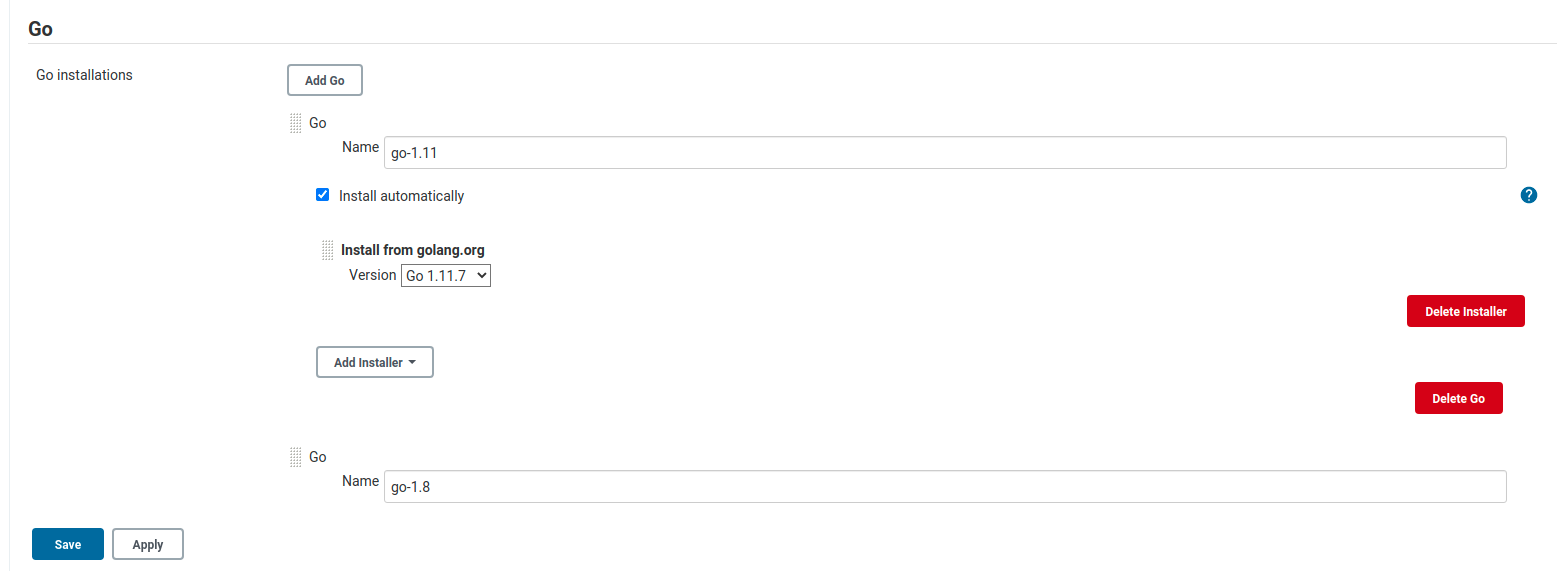 Go
Go installations
Add Go
Go
Name go-1.11
Install automatically
?
Install from golang.org
Version Go 1.11.7
Delete Installer
Add Installer
Delete Go
Go
Name go-1.8
Save Apply